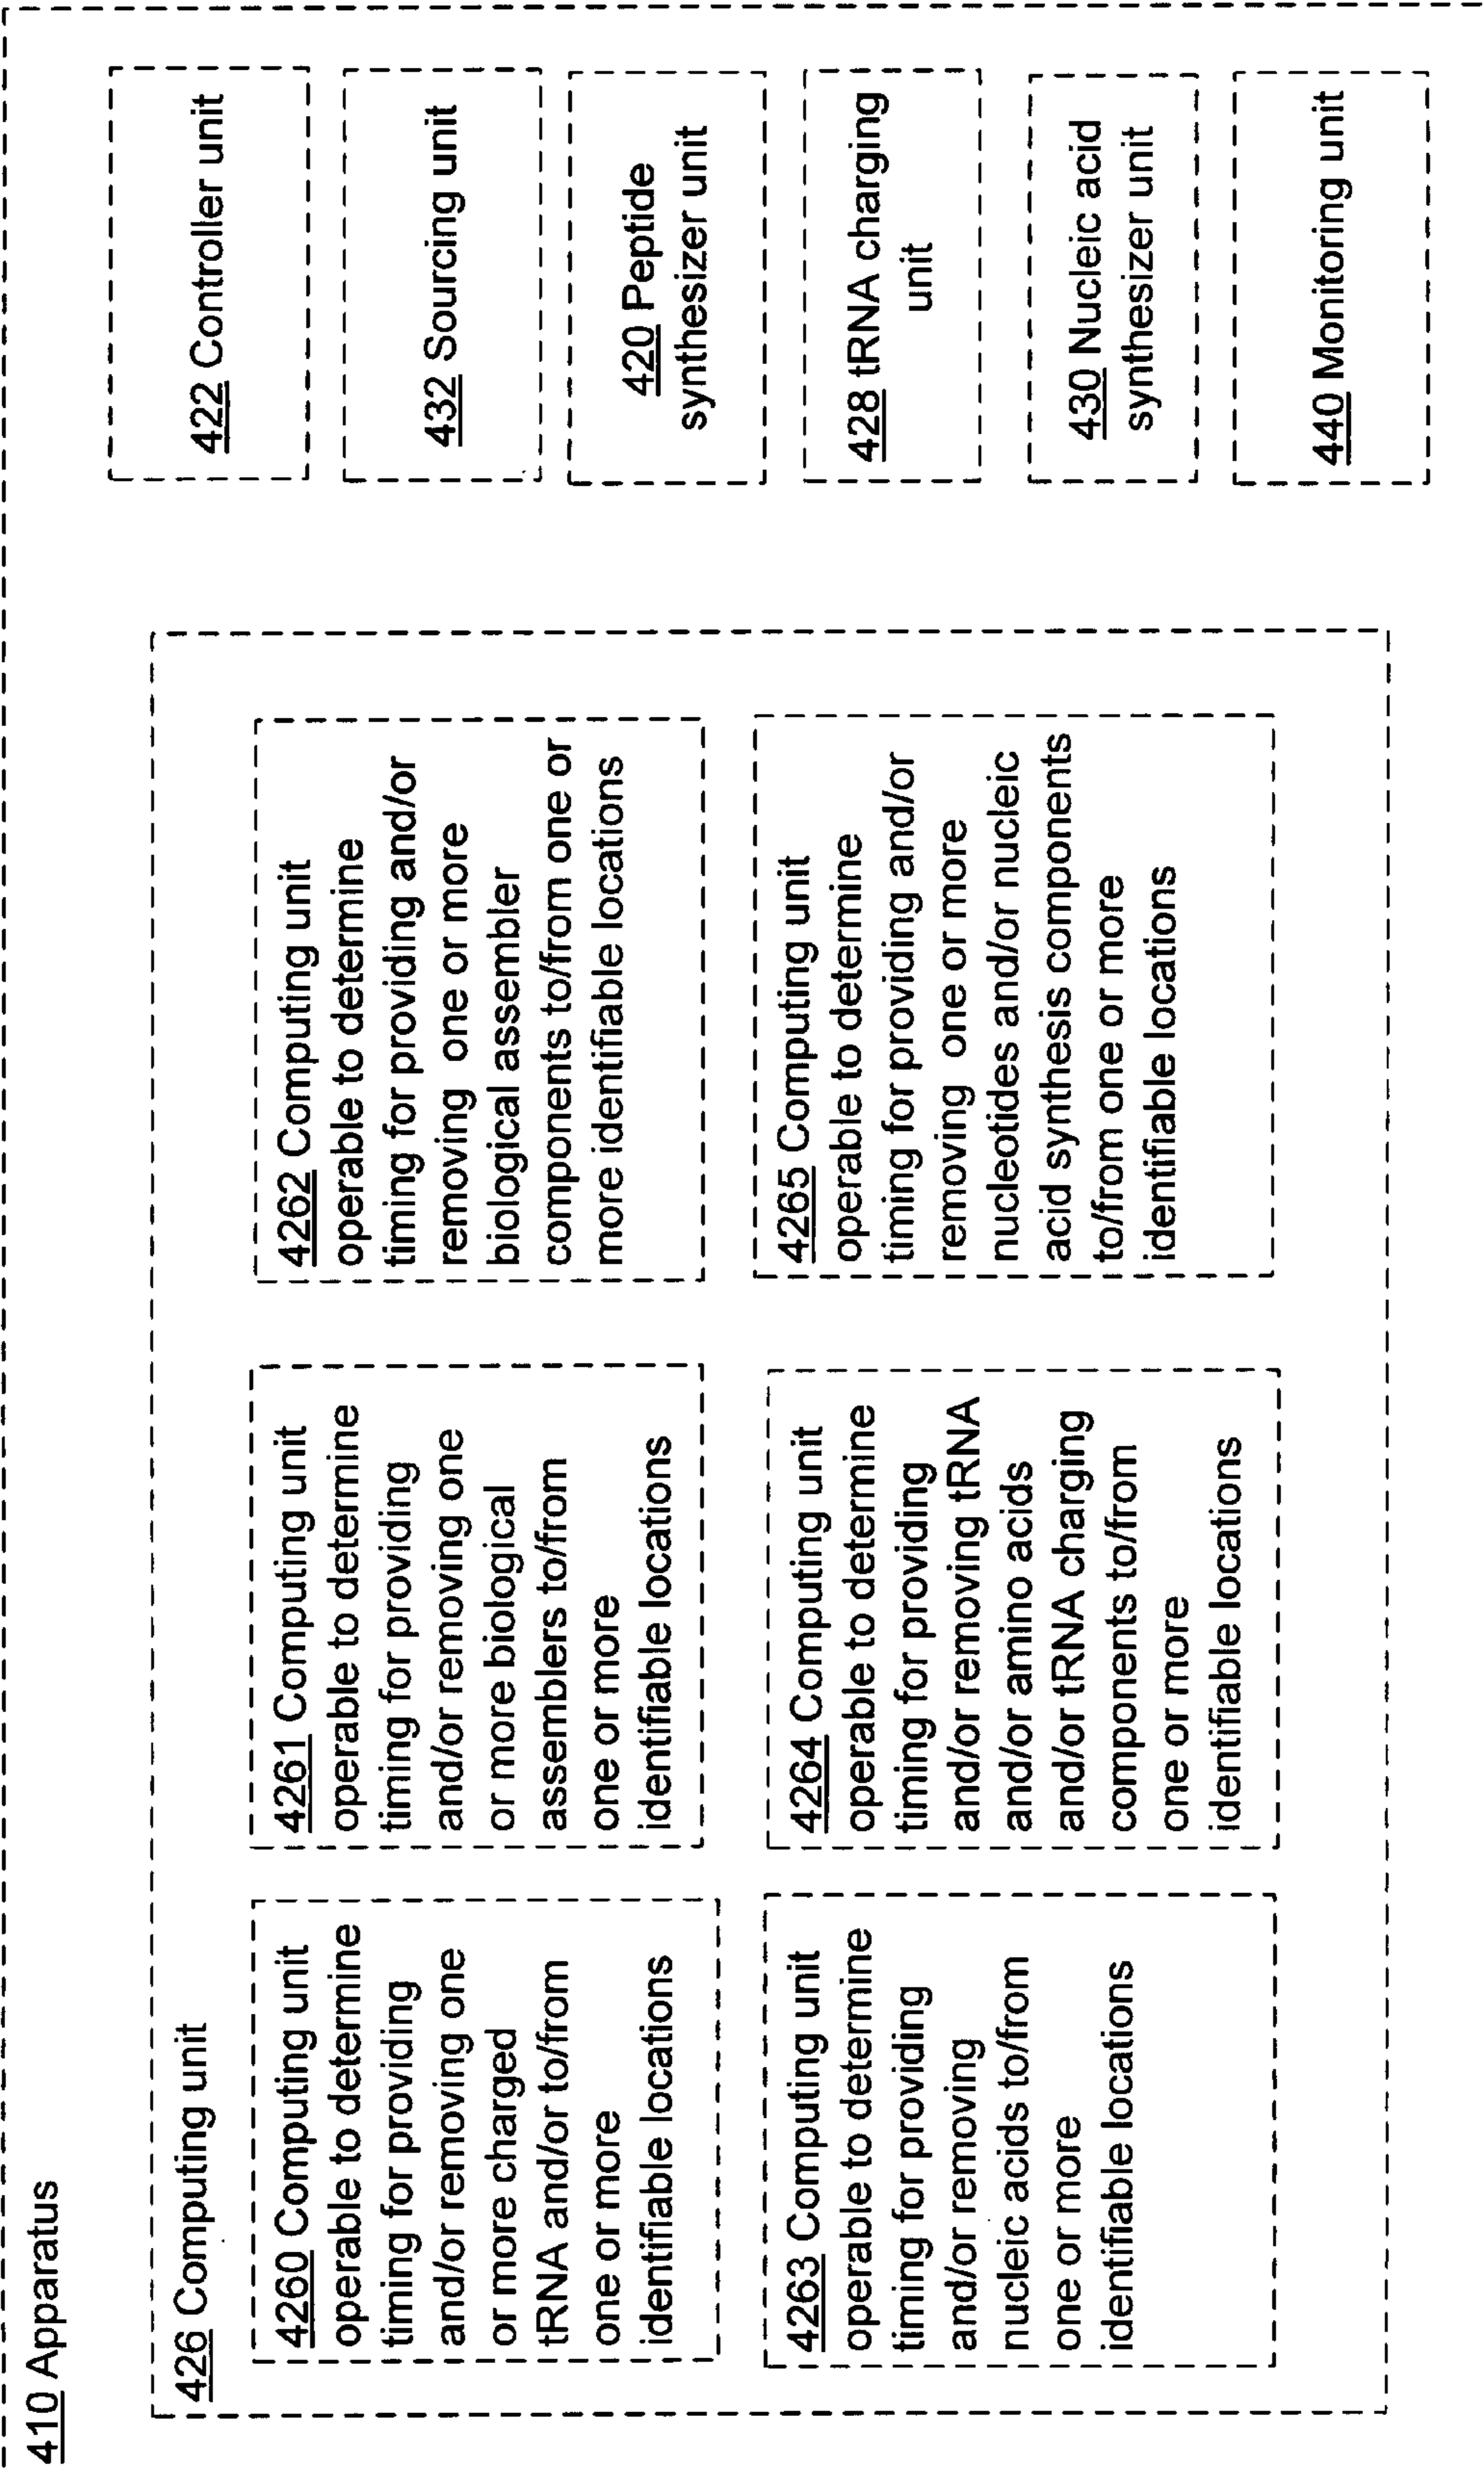 410 Apparatus
426 Computing unit
4260 Computing unit
operable to determine
timing for providing
and/or removing one
or more charged
tRNA and/or to/from
one or more
identifiable locations
4261 Computing unit
operable to determine
timing for providing
and/or removing one
or more biological
assemblers to/from
one or more
identifiable locations
4262 Computing unit
operable to determine
timing for providing and/or
removing one or more
biological assembler
components to/from one or
more identifiable locations
4263 Computing unit
operable to determine
timing for providing
and/or removing
nucleic acids to/from
one or more
identifiable locations
4264 Computing unit
operable to determine
timing for providing
and/or removing tRNA
and/or amino acids
and/or tRNA charging
components to/from
one or more
identifiable locations
4265 Computing unit
operable to determine
timing for providing and/or
removing one or more
nucleotides and/or nucleic
acid synthesis components
to/from one or more
identifiable locations
422 Controller unit
432 Sourcing unit
420 Peptide
synthesizer unit
428 tRNA charging
unit
430 Nucleic acid
synthesizer unit
440 Monitoring unit